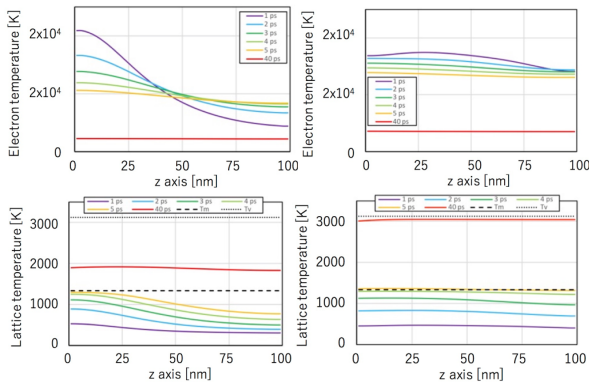 Electron temperature [K]
2x10⁴
2x10⁴
0
1 ps
2 ps
3 ps
4 ps
5 ps
40 ps
0 25 50 75 100
z axis [nm]
Electron temperature [K]
2x10⁴
2x10⁴
0
1 ps
2 ps
3 ps
4 ps
5 ps
40 ps
0 25 50 75 100
z axis [nm]
Lattice temperature [K]
1 ps 2 ps 3 ps 4 ps
5 ps 40 ps Tm Tv
3000
2000
1000
0
0 25 50 75 100
z axis [nm]
Lattice temperature [K]
1 ps 2 ps 3 ps 4 ps
5 ps 40 ps Tm Tv
3000
2000
1000
0
0 25 50 75 100
z axis [nm]